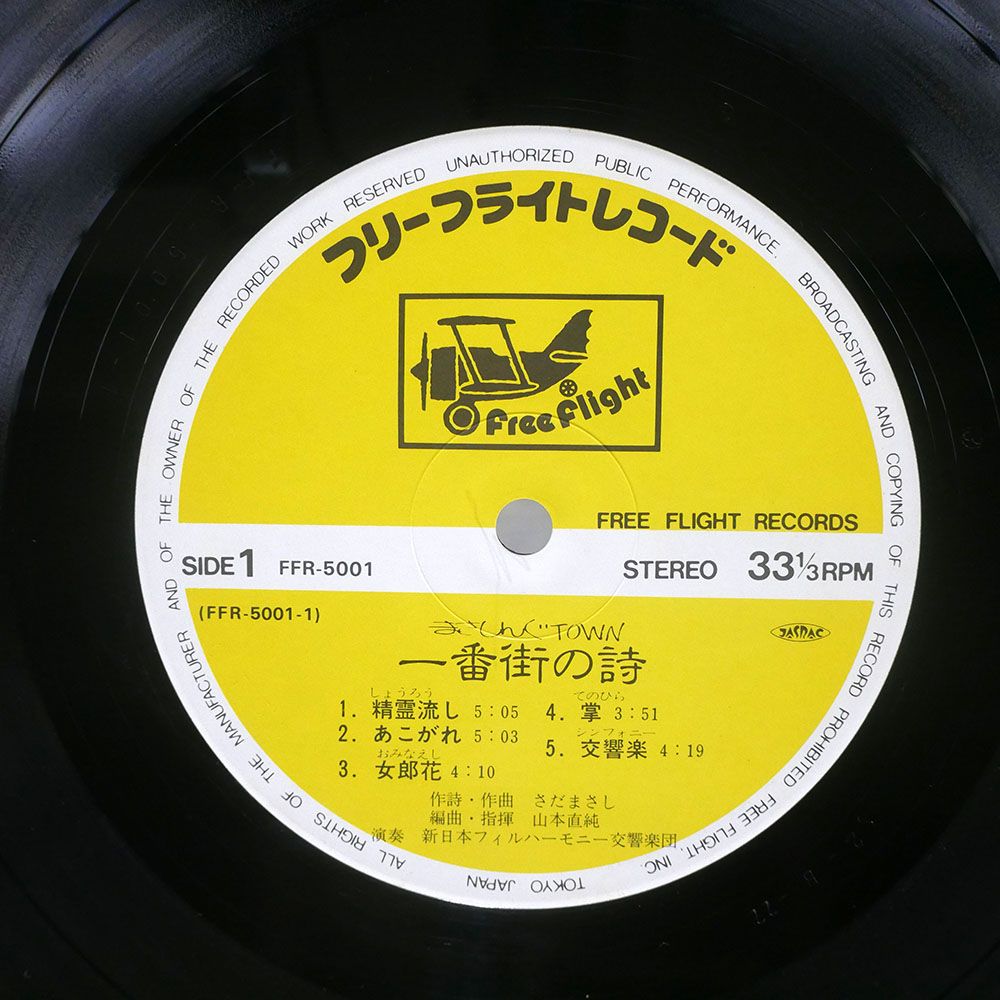 ALL RIGHTS OF THE MANUFACTURER AND OF THE OWNER OF THE RECORDED WORK RESERVED UNAUTHORIZED PUBLIC PERFORMANCE. BROADCASTING AND COPYING OF THIS RECORD PROHIBITED FREE FLIGHT, INC. TOKYO JAPAN
フリーフライトレコード
Free Flight
FREE FLIGHT RECORDS
SIDE 1 FFR-5001 STEREO 33⅓ RPM
(FFR-5001-1)
JASRAC
まさしんぐTOWN
一番街の詩
しょうろう
1. 精霊流し 5:05
2. あこがれ 5:03
おみなえし
3. 女郎花 4:10
てのひら
4. 掌 3:51
シンフォニー
5. 交響楽 4:19
作詩・作曲 さだまさし
編曲・指揮 山本直純
演奏 新日本フィルハーモニー交響楽団